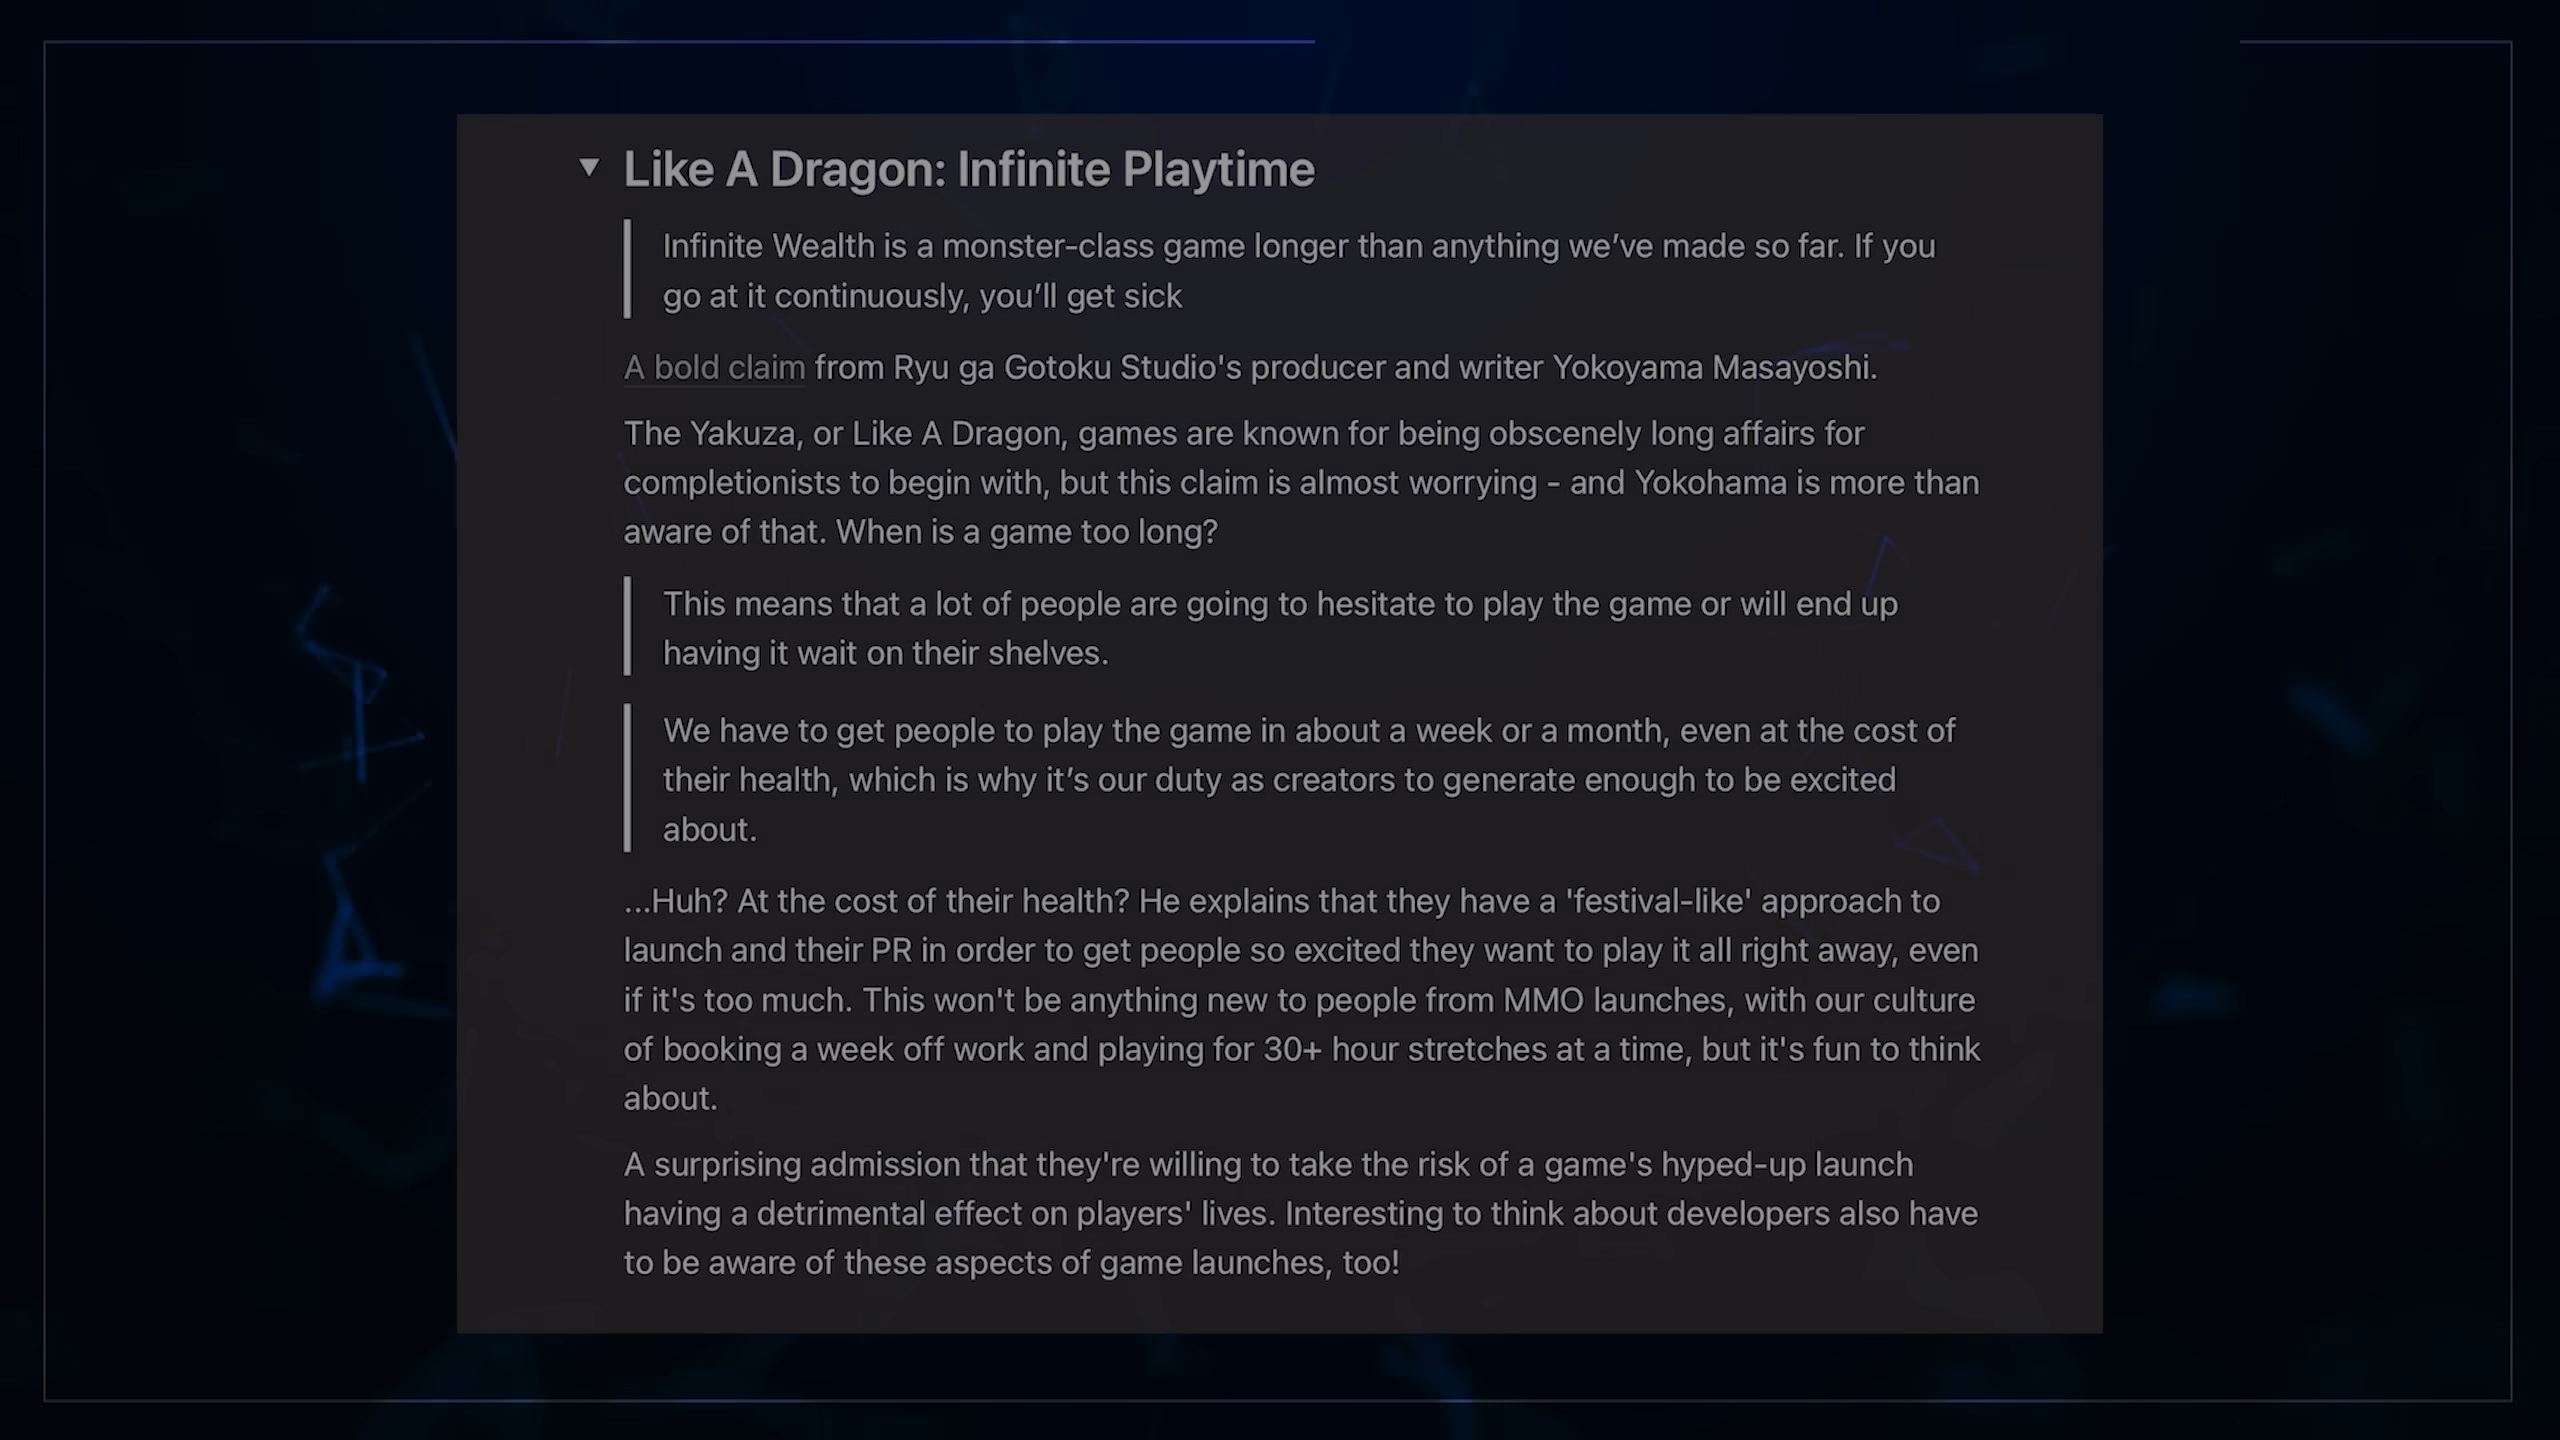 Like A Dragon: Infinite Playtime
Infinite Wealth is a monster-class game longer than anything we’ve made so far. If you
go at it continuously, you’ll get sick
A bold claim from Ryu ga Gotoku Studio's producer and writer Yokoyama Masayoshi.
The Yakuza, or Like A Dragon, games are known for being obscenely long affairs for
completionists to begin with, but this claim is almost worrying - and Yokohama is more than
aware of that. When is a game too long?
This means that a lot of people are going to hesitate to play the game or will end up
having it wait on their shelves.
We have to get people to play the game in about a week or a month, even at the cost of
their health, which is why it’s our duty as creators to generate enough to be excited
about.
...Huh? At the cost of their health? He explains that they have a 'festival-like' approach to
launch and their PR in order to get people so excited they want to play it all right away, even
if it's too much. This won't be anything new to people from MMO launches, with our culture
of booking a week off work and playing for 30+ hour stretches at a time, but it's fun to think
about.
A surprising admission that they're willing to take the risk of a game's hyped-up launch
having a detrimental effect on players' lives. Interesting to think about developers also have
to be aware of these aspects of game launches, too!